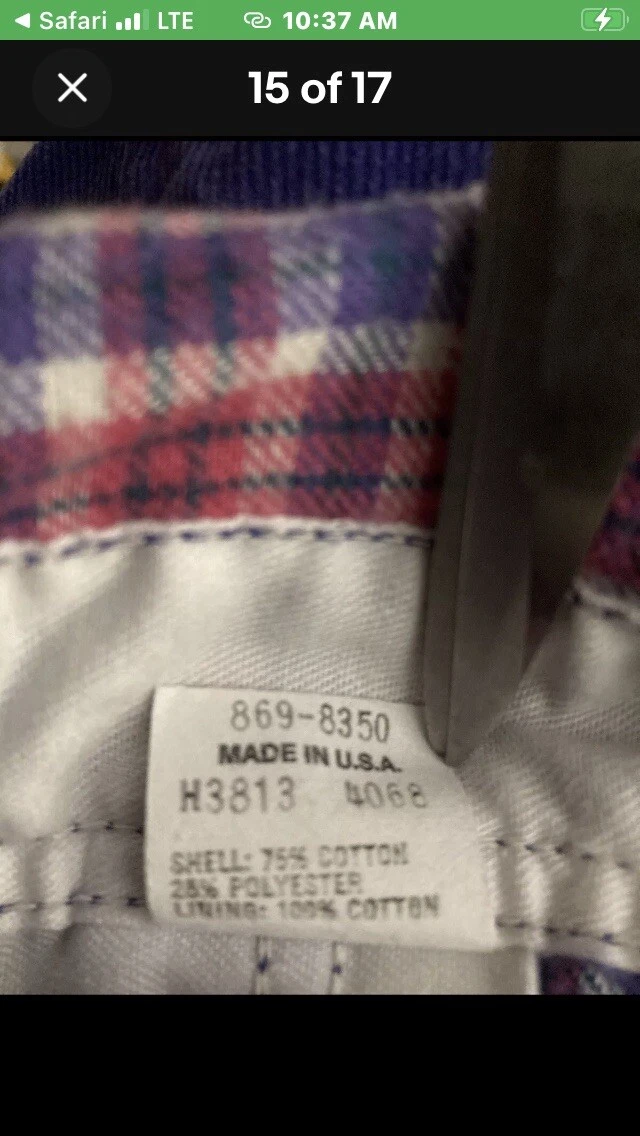 Safari LTE 10:37 AM
15 of 17
869-8350
MADE IN U.S.A.
H3813 4068
SHELL: 75% COTTON
25% POLYESTER
LINING: 100% COTTON